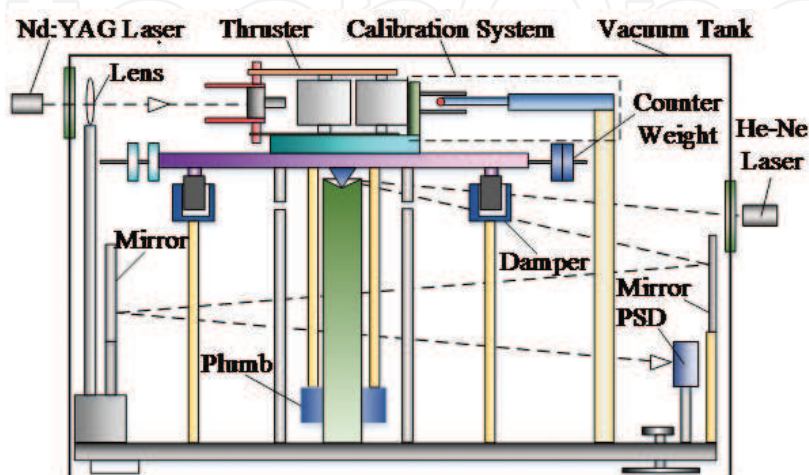 Nd:YAG Laser
Thruster
Calibration System
Vacuum Tank
Lens
Counter
Weight
He-Ne
Laser
Damper
Mirror
Mirror
PSD
Plumb